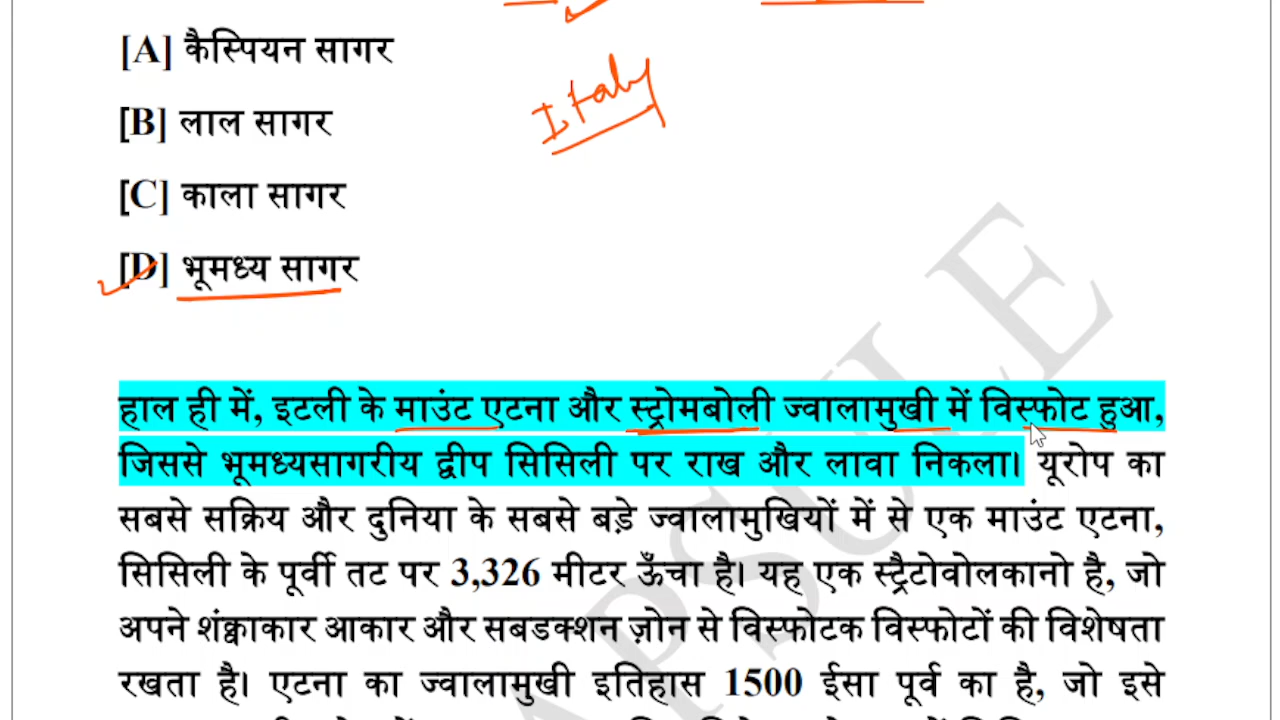 [A] कैस्पियन सागर
Italy
[B] लाल सागर
[C] काला सागर
[D] भूमध्य सागर
हाल ही में, इटली के माउंट एटना और स्ट्रोमबोली ज्वालामुखी में विस्फोट हुआ,
जिससे भूमध्यसागरीय द्वीप सिसिली पर राख और लावा निकला। यूरोप का
सबसे सक्रिय और दुनिया के सबसे बड़े ज्वालामुखियों में से एक माउंट एटना,
सिसिली के पूर्वी तट पर 3,326 मीटर ऊँचा है। यह एक स्ट्रैटोवोलकानो है, जो
अपने शंक्वाकार आकार और सबडक्शन ज़ोन से विस्फोटक विस्फोटों की विशेषता
रखता है। एटना का ज्वालामुखी इतिहास 1500 ईसा पूर्व का है, जो इसे
APSULE